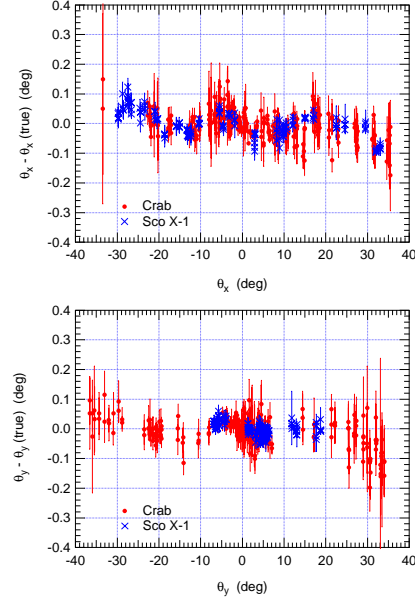 0.4
0.3
0.2
0.1
0.0
-0.1
-0.2
-0.3
-0.4
θx - θx (true) (deg)
Crab
Sco X-1
-40 -30 -20 -10 0 10 20 30 40
θx (deg)
0.4
0.3
0.2
0.1
0.0
-0.1
-0.2
-0.3
-0.4
θy - θy (true) (deg)
Crab
Sco X-1
-40 -30 -20 -10 0 10 20 30 40
θy (deg)